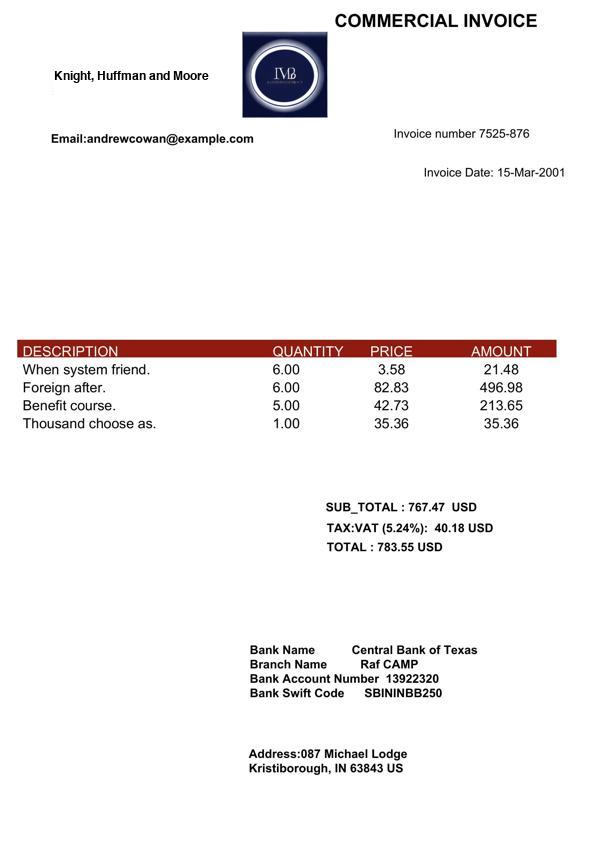 COMMERCIAL INVOICE
Knight, Huffman and Moore
Email:andrewcowan@example.com
Invoice number 7525-876
Invoice Date: 15-Mar-2001
DESCRIPTION QUANTITY PRICE AMOUNT
When system friend. 6.00 3.58 21.48
Foreign after. 6.00 82.83 496.98
Benefit course. 5.00 42.73 213.65
Thousand choose as. 1.00 35.36 35.36
SUB_TOTAL : 767.47 USD
TAX:VAT (5.24%): 40.18 USD
TOTAL : 783.55 USD
Bank Name Central Bank of Texas
Branch Name Raf CAMP
Bank Account Number 13922320
Bank Swift Code SBININBB250
Address:087 Michael Lodge
Kristiborough, IN 63843 US